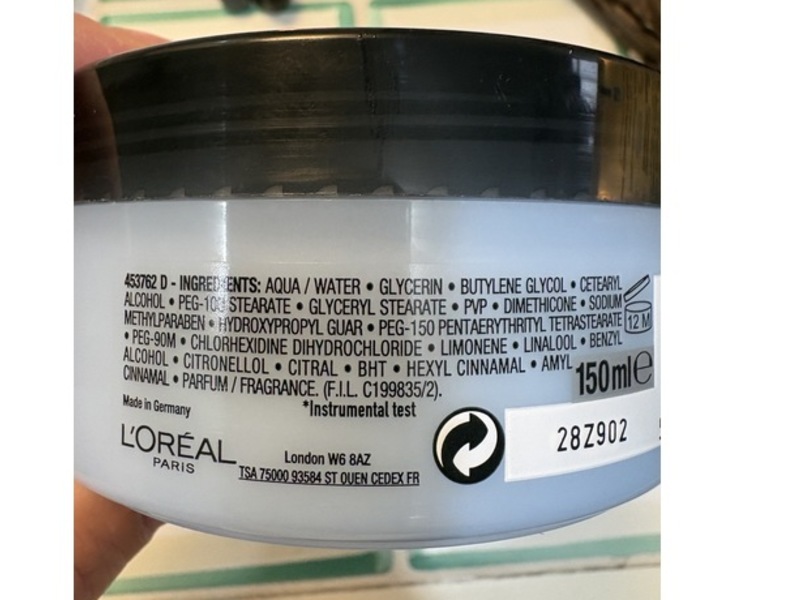 453762 D - INGREDIENTS: AQUA / WATER • GLYCERIN • BUTYLENE GLYCOL • CETEARYL
ALCOHOL • PEG-100 STEARATE • GLYCERYL STEARATE • PVP • DIMETHICONE • SODIUM
METHYLPARABEN • HYDROXYPROPYL GUAR • PEG-150 PENTAERYTHRITYL TETRASTEARATE
• PEG-90M • CHLORHEXIDINE DIHYDROCHLORIDE • LIMONENE • LINALOOL • BENZYL
ALCOHOL • CITRONELLOL • CITRAL • BHT • HEXYL CINNAMAL • AMYL
CINNAMAL • PARFUM / FRAGRANCE. (F.I.L. C199835/2).
12 M
150 ml e
*Instrumental test
Made in Germany
L'ORÉAL
PARIS
London W6 8AZ
TSA 75000 93584 ST OUEN CEDEX FR
28Z902